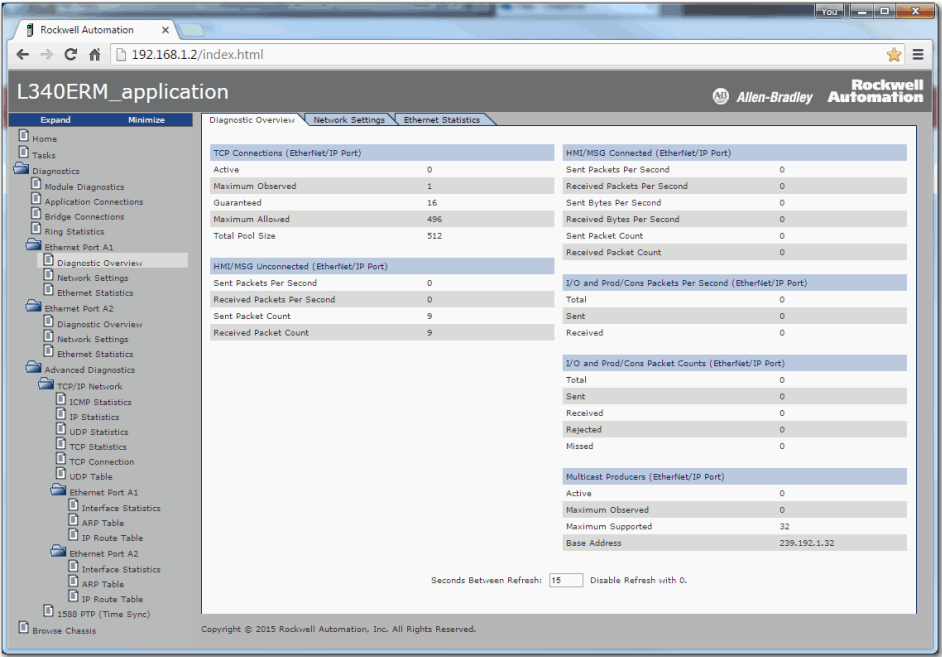 You
Rockwell Automation
192.168.1.2/index.html
L340ERM_application
AB Allen-Bradley
Rockwell
Automation
Expand Minimize
Home
Tasks
Diagnostics
Module Diagnostics
Application Connections
Bridge Connections
Ring Statistics
Ethernet Port A1
Diagnostic Overview
Network Settings
Ethernet Statistics
Ethernet Port A2
Diagnostic Overview
Network Settings
Ethernet Statistics
Advanced Diagnostics
TCP/IP Network
ICMP Statistics
IP Statistics
UDP Statistics
TCP Statistics
TCP Connection
UDP Table
Ethernet Port A1
Interface Statistics
ARP Table
IP Route Table
Ethernet Port A2
Interface Statistics
ARP Table
IP Route Table
1588 PTP (Time Sync)
Browse Chassis
Diagnostic Overview Network Settings Ethernet Statistics
TCP Connections (EtherNet/IP Port)
Active 0
Maximum Observed 1
Guaranteed 16
Maximum Allowed 496
Total Pool Size 512
HMI/MSG Unconnected (EtherNet/IP Port)
Sent Packets Per Second 0
Received Packets Per Second 0
Sent Packet Count 9
Received Packet Count 9
HMI/MSG Connected (EtherNet/IP Port)
Sent Packets Per Second 0
Received Packets Per Second 0
Sent Bytes Per Second 0
Received Bytes Per Second 0
Sent Packet Count 0
Received Packet Count 0
I/O and Prod/Cons Packets Per Second (EtherNet/IP Port)
Total 0
Sent 0
Received 0
I/O and Prod/Cons Packet Counts (EtherNet/IP Port)
Total 0
Sent 0
Received 0
Rejected 0
Missed 0
Multicast Producers (EtherNet/IP Port)
Active 0
Maximum Observed 0
Maximum Supported 32
Base Address 239.192.1.32
Seconds Between Refresh: 15 Disable Refresh with 0.
Copyright © 2015 Rockwell Automation, Inc. All Rights Reserved.